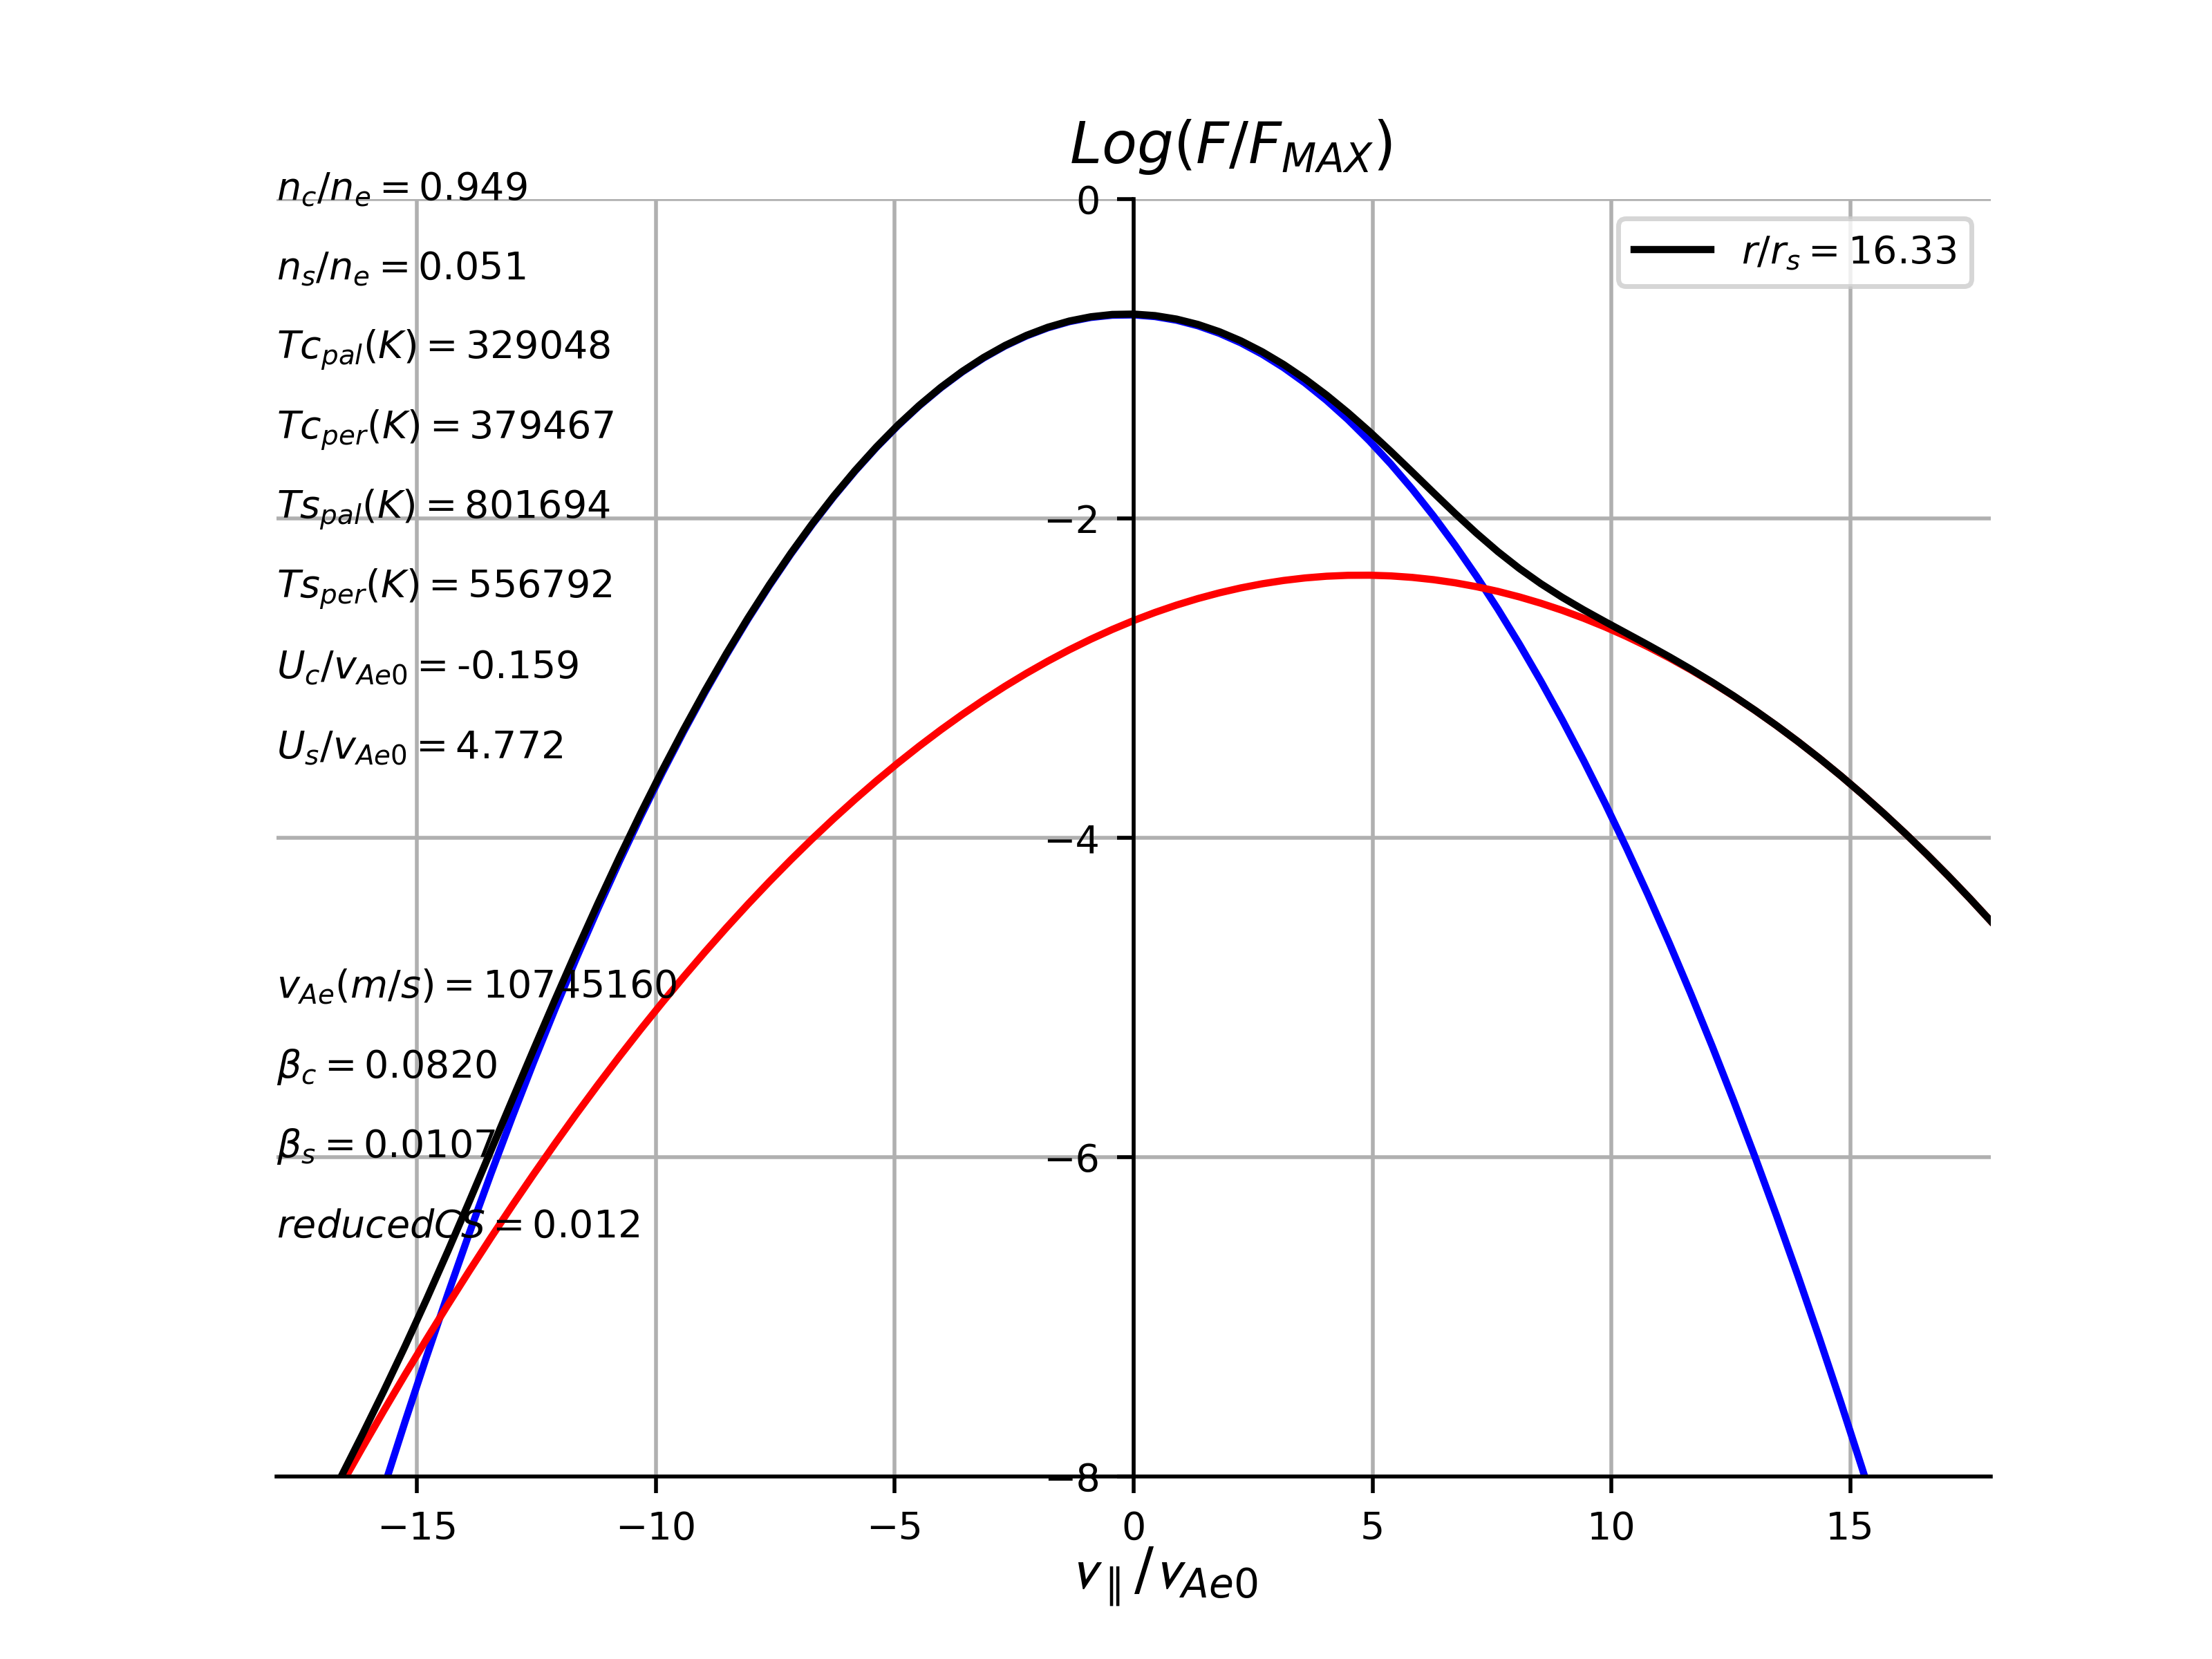 Log(F/F_MAX)
n_c/n_e = 0.949
n_s/n_e = 0.051
Tc_pal(K) = 329048
Tc_per(K) = 379467
Ts_pal(K) = 801694
Ts_per(K) = 556792
U_c/v_Ae0 = -0.159
U_s/v_Ae0 = 4.772
v_Ae(m/s) = 10745160
β_c = 0.0820
β_s = 0.0107
reducedCS = 0.012
r/r_s = 16.33
0
−2
−4
−6
−8
−15 −10 −5 0 5 10 15
v_∥/v_Ae0